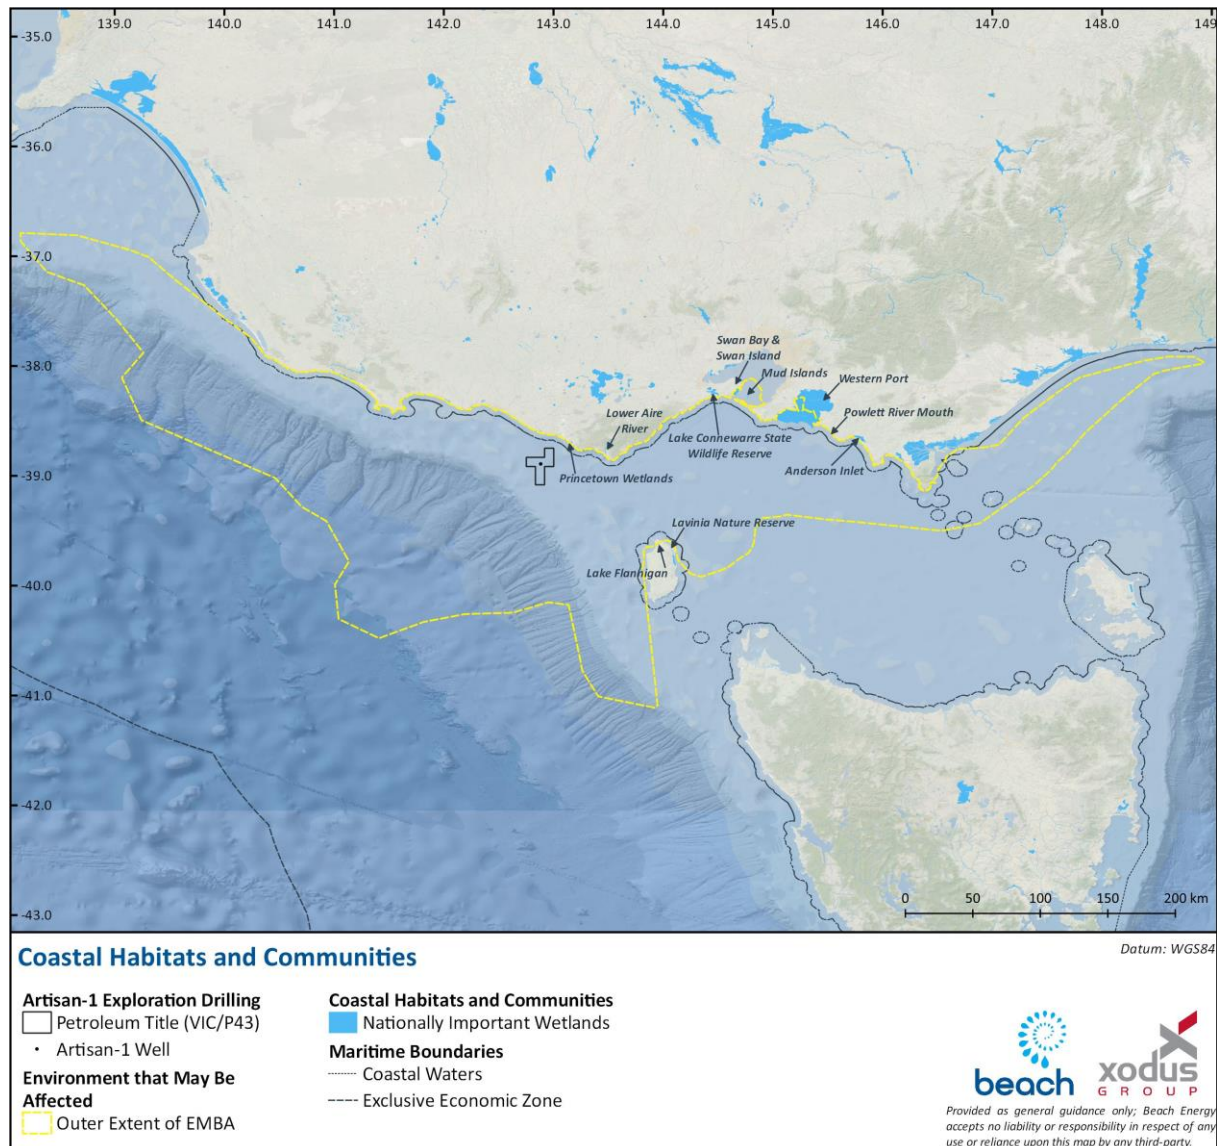 139.0 140.0 141.0 142.0 143.0 144.0 145.0 146.0 147.0 148.0 149
-35.0
-36.0
-37.0
-38.0
Swan Bay &
Swan Island
Mud Islands
Western Port
Lower Aire
River
Powlett River Mouth
Lake Connewarre State
Wildlife Reserve
-39.0
Princetown Wetlands
Anderson Inlet
Lavinia Nature Reserve
Lake Flannigan
-40.0
-41.0
-42.0
-43.0
0 50 100 150 200 km
Coastal Habitats and Communities
Datum: WGS84
Artisan-1 Exploration Drilling
Petroleum Title (VIC/P43)
Artisan-1 Well
Environment that May Be
Affected
Outer Extent of EMBA
Coastal Habitats and Communities
Nationally Important Wetlands
Maritime Boundaries
Coastal Waters
Exclusive Economic Zone
beach
xodus
GROUP
Provided as general guidance only; Beach Energy
accepts no liability or responsibility in respect of any
use or reliance upon this map by any third-party.